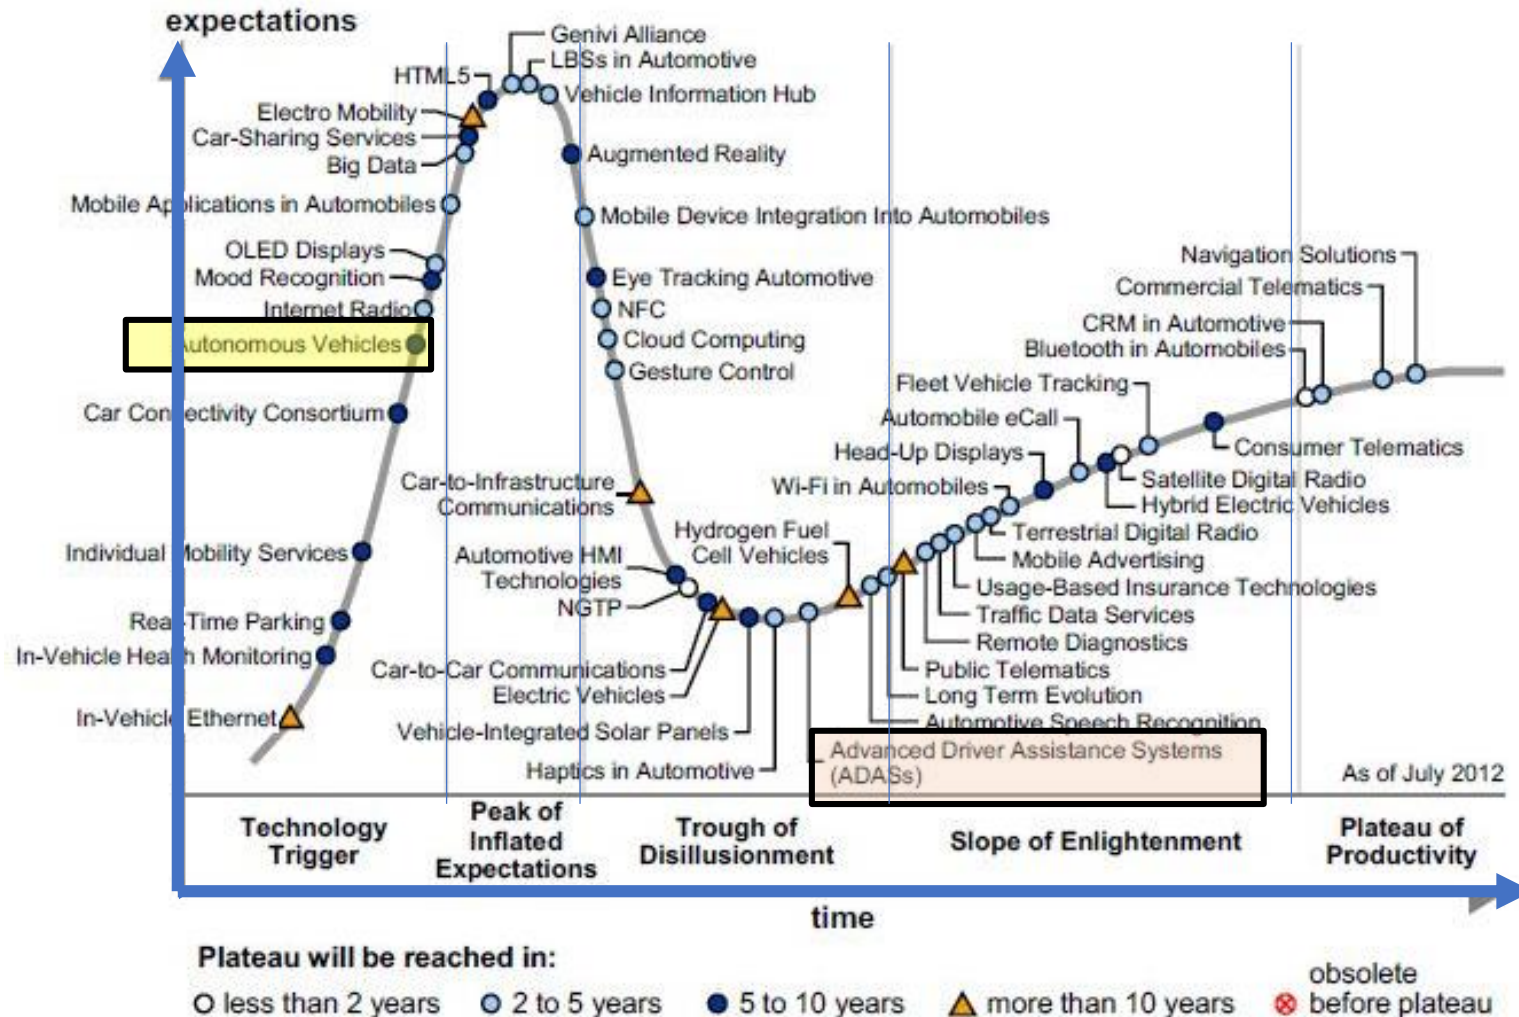 expectations
Genivi Alliance
LBSs in Automotive
HTML5
Vehicle Information Hub
Electro Mobility
Car-Sharing Services
Big Data
Augmented Reality
Mobile Applications in Automobiles
Mobile Device Integration Into Automobiles
OLED Displays
Mood Recognition
Eye Tracking Automotive
Internet Radio
NFC
Autonomous Vehicles
Cloud Computing
Gesture Control
Car Connectivity Consortium
Navigation Solutions
Commercial Telematics
CRM in Automotive
Bluetooth in Automobiles
Fleet Vehicle Tracking
Automobile eCall
Head-Up Displays
Consumer Telematics
Car-to-Infrastructure
Communications
Wi-Fi in Automobiles
Satellite Digital Radio
Hybrid Electric Vehicles
Hydrogen Fuel
Cell Vehicles
Terrestrial Digital Radio
Individual Mobility Services
Automotive HMI
Technologies
Mobile Advertising
NGTP
Usage-Based Insurance Technologies
Real-Time Parking
Traffic Data Services
In-Vehicle Health Monitoring
Remote Diagnostics
Car-to-Car Communications
Public Telematics
Electric Vehicles
Long Term Evolution
In-Vehicle Ethernet
Automotive Speech Recognition
Vehicle-Integrated Solar Panels
Advanced Driver Assistance Systems
(ADASs)
Haptics in Automotive
As of July 2012
Technology
Trigger
Peak of
Inflated
Expectations
Trough of
Disillusionment
Slope of Enlightenment
Plateau of
Productivity
time
Plateau will be reached in:
less than 2 years
2 to 5 years
5 to 10 years
more than 10 years
obsolete
before plateau